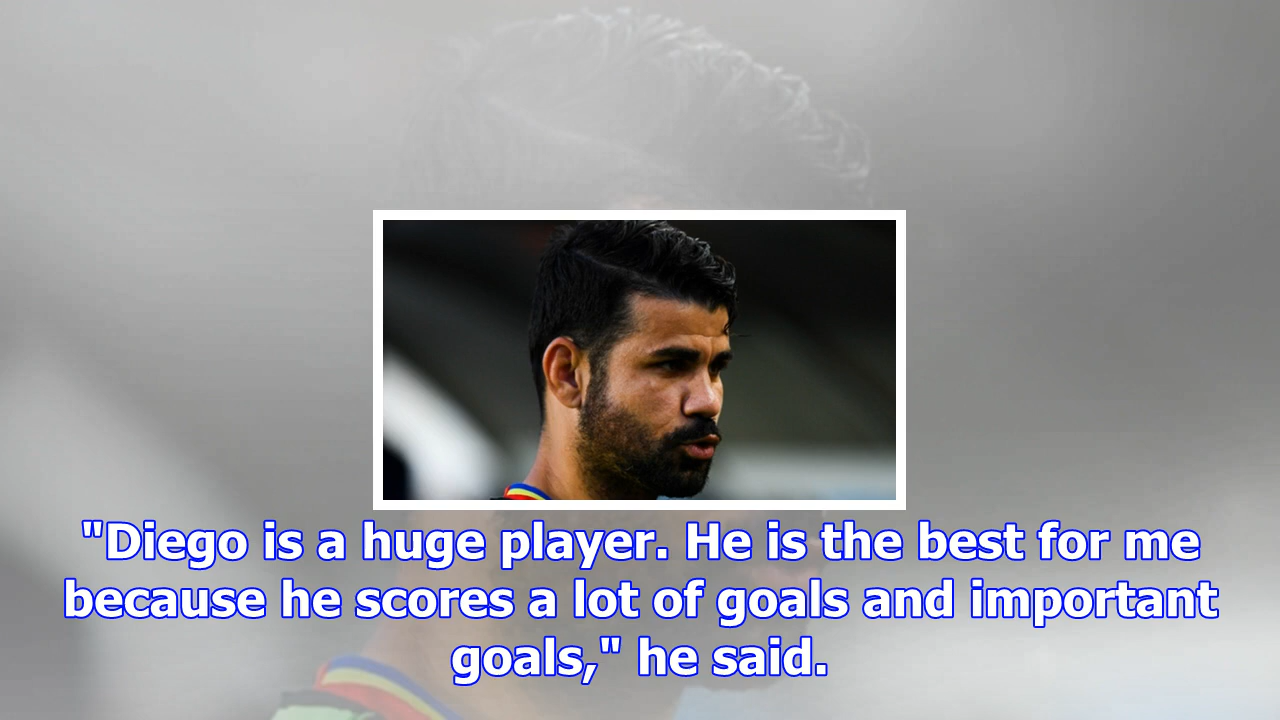 "Diego is a huge player. He is the best for me
because he scores a lot of goals and important
goals," he said.